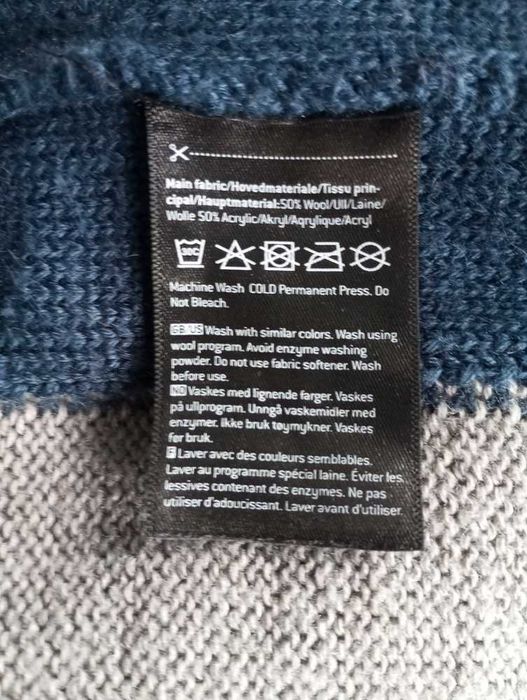 Main fabric/Hovedmateriale/Tissu prin-
cipal/Hauptmaterial:50% Wool/Ull/Laine/
Wolle 50% Acrylic/Akryl/Aqrylique/Acryl
30C
Machine Wash COLD Permanent Press. Do
Not Bleach.
GB/US Wash with similar colors. Wash using
wool program. Avoid enzyme washing
powder. Do not use fabric softener. Wash
before use.
NO Vaskes med lignende farger. Vaskes
på ullprogram. Unngå vaskemidler med
enzymer. Ikke bruk tøymykner. Vaskes
før bruk.
F Laver avec des couleurs semblables.
Laver au programme spécial laine. Éviter les
lessives contenant des enzymes. Ne pas
utiliser d'adoucissant. Laver avant d'utiliser.